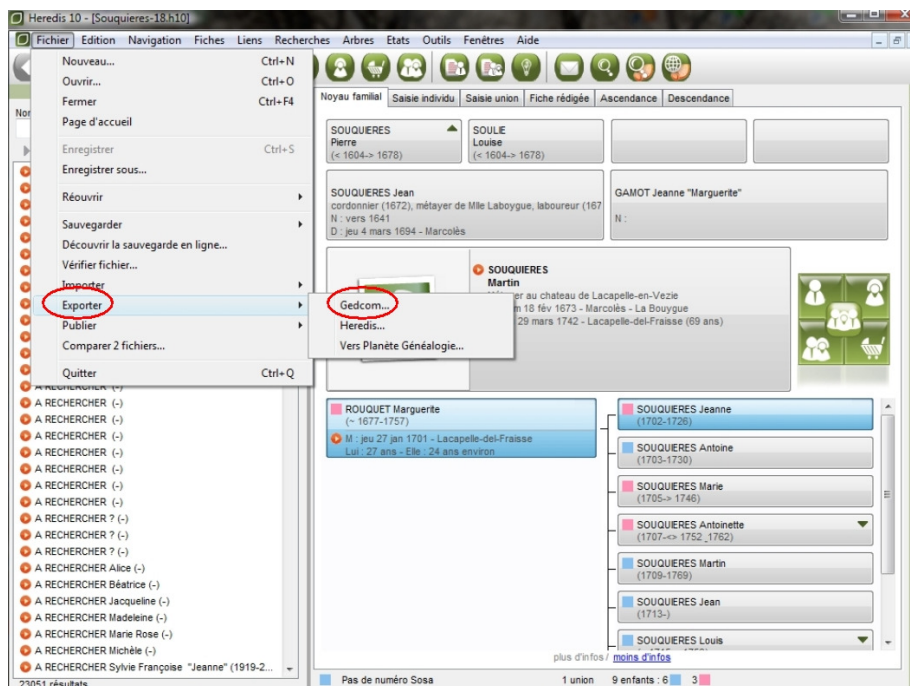 Heredis 10 - [Souquieres-18.h10]
Fichier Edition Navigation Fiches Liens Recherches Arbres Etats Outils Fenêtres Aide
Nouveau... Ctrl+N
Ouvrir... Ctrl+O
Fermer Ctrl+F4
Page d'accueil
Enregistrer Ctrl+S
Enregistrer sous...
Réouvrir
Sauvegarder
Découvrir la sauvegarde en ligne...
Vérifier fichier...
Importer
Exporter
Publier
Comparer 2 fichiers...
Quitter Ctrl+Q
Gedcom...
Heredis...
Vers Planète Généalogie...
A RECHERCHER (-)
A RECHERCHER (-)
A RECHERCHER (-)
A RECHERCHER (-)
A RECHERCHER (-)
A RECHERCHER (-)
A RECHERCHER (-)
A RECHERCHER (-)
A RECHERCHER ? (-)
A RECHERCHER ? (-)
A RECHERCHER ? (-)
A RECHERCHER Alice (-)
A RECHERCHER Béatrice (-)
A RECHERCHER Jacqueline (-)
A RECHERCHER Madeleine (-)
A RECHERCHER Marie Rose (-)
A RECHERCHER Michèle (-)
A RECHERCHER Sylvie Françoise "Jeanne" (1919-2...
23051 résultats
Noyau familial Saisie individu Saisie union Fiche rédigée Ascendance Descendance
SOUQUIERES
Pierre
(< 1604-> 1678)
SOULIE
Louise
(< 1604-> 1678)
SOUQUIERES Jean
cordonnier (1672), métayer de Mlle Laboygue, laboureur (167
N : vers 1641
D : jeu 4 mars 1694 - Marcolès
GAMOT Jeanne "Marguerite"
N :
SOUQUIERES
Martin
au chateau de Lacapelle-en-Vezie
18 fév 1673 - Marcolès - La Bouygue
29 mars 1742 - Lacapelle-del-Fraisse (69 ans)
ROUQUET Marguerite
(~ 1677-1757)
M : jeu 27 jan 1701 - Lacapelle-del-Fraisse
Lui : 27 ans - Elle : 24 ans environ
SOUQUIERES Jeanne
(1702-1726)
SOUQUIERES Antoine
(1703-1730)
SOUQUIERES Marie
(1705-> 1746)
SOUQUIERES Antoinette
(1707-<> 1752_1762)
SOUQUIERES Martin
(1709-1769)
SOUQUIERES Jean
(1713-)
SOUQUIERES Louis
plus d'infos / moins d'infos
Pas de numéro Sosa 1 union 9 enfants : 6 3